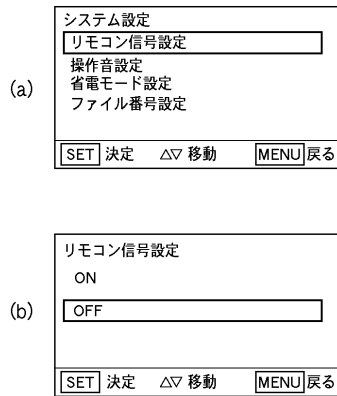 (a)
システム設定
リモコン信号設定
操作音設定
省電モード設定
ファイル番号設定
SET 決定 △▽ 移動 MENU 戻る
(b)
リモコン信号設定
ON
OFF
SET 決定 △▽ 移動 MENU 戻る